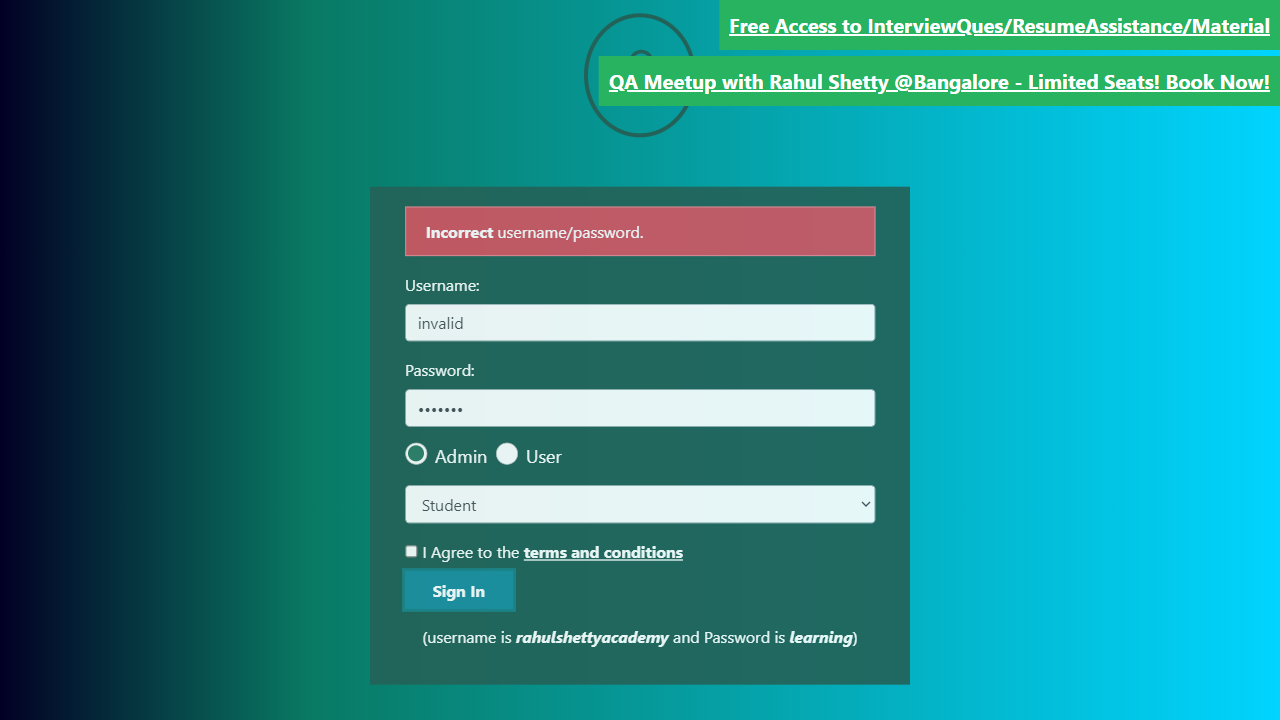 Free Access to InterviewQues/ResumeAssistance/Material
QA Meetup with Rahul Shetty @Bangalore - Limited Seats! Book Now!
Incorrect username/password.
Username:
invalid
Password:
•••••••
Admin User
Student
I Agree to the terms and conditions
Sign In
(username is rahulshettyacademy and Password is learning)